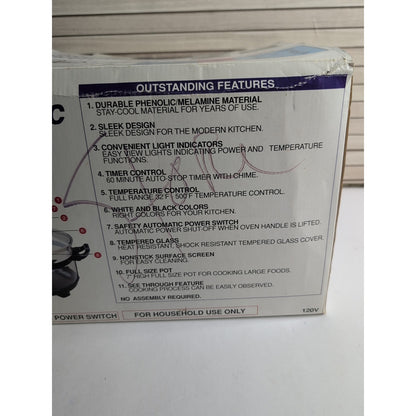 C
OUTSTANDING FEATURES
1. DURABLE PHENOLIC/MELAMINE MATERIAL
STAY-COOL MATERIAL FOR YEARS OF USE.
2. SLEEK DESIGN
SLEEK DESIGN FOR THE MODERN KITCHEN.
3. CONVENIENT LIGHT INDICATORS
EASY VIEW LIGHTS INDICATING POWER AND TEMPERATURE
FUNCTIONS.
4. TIMER CONTROL
60 MINUTE AUTO-STOP TIMER WITH CHIME.
5. TEMPERATURE CONTROL
FULL RANGE 32 F - 500 F TEMPERATURE CONTROL.
6. WHITE AND BLACK COLORS
RIGHT COLORS FOR YOUR KITCHEN.
7. SAFETY AUTOMATIC POWER SWITCH
AUTOMATIC POWER SHUT-OFF WHEN OVEN HANDLE IS LIFTED.
8. TEMPERED GLASS
HEAT RESISTANT, SHOCK RESISTANT TEMPERED GLASS COVER.
9. NONSTICK SURFACE SCREEN
FOR EASY CLEANING.
10. FULL SIZE POT
7" HIGH FULL SIZE POT FOR COOKING LARGE FOODS.
11. SEE THROUGH FEATURE
COOKING PROCESS CAN BE EASILY OBSERVED.
NO ASSEMBLY REQUIRED.
POWER SWITCH
FOR HOUSEHOLD USE ONLY
120V